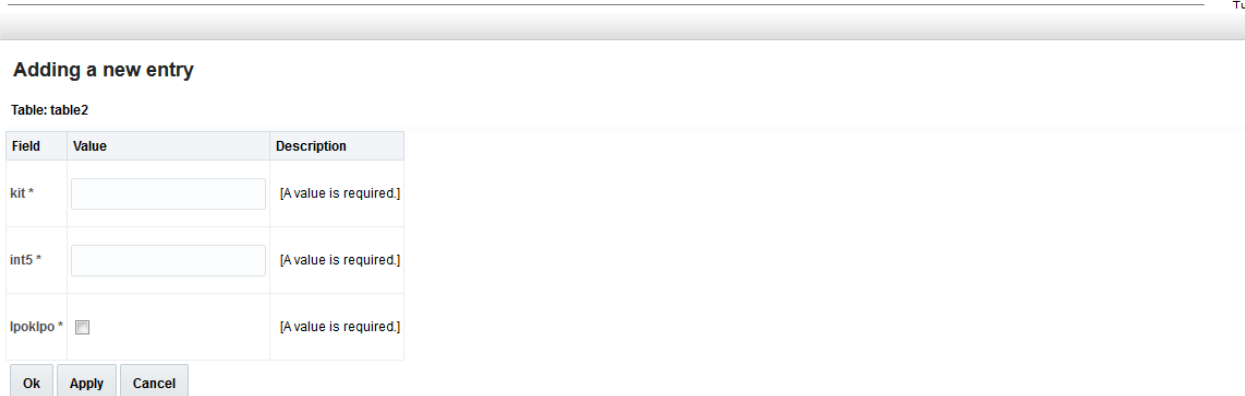 Tu
Adding a new entry
Table: table2
Field Value Description
kit * [A value is required.]
int5 * [A value is required.]
lpoklpo * [A value is required.]
Ok Apply Cancel